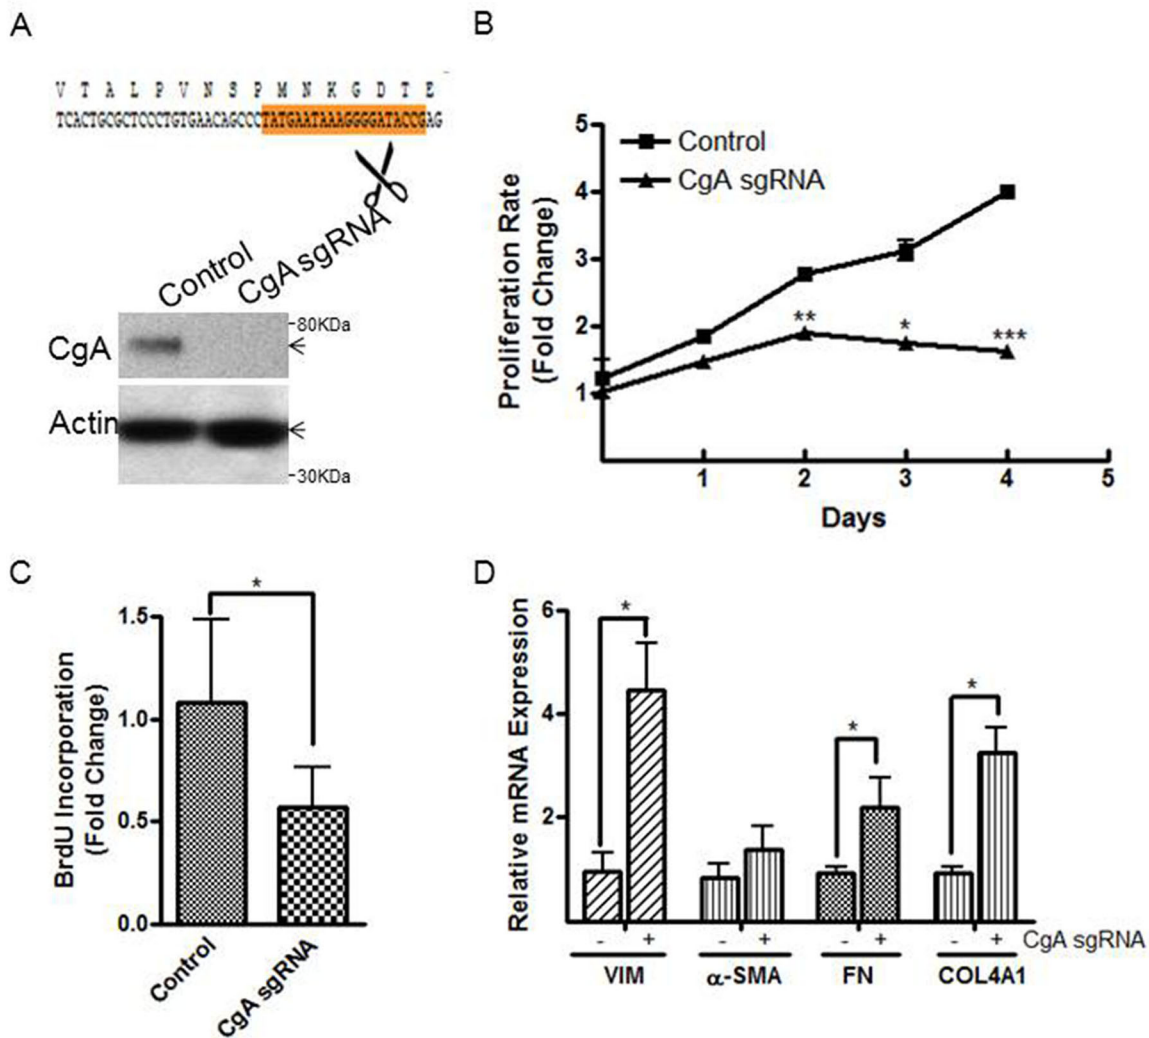 A
V T A L P V N S P M N K G D T E
TCACTGCGCTCCCTGTGAACAGCCCTATGAATAAAGGGGATACCGAG
Control
CgA sgRNA
CgA
-80KDa
Actin
-30KDa
B
Proliferation Rate
(Fold Change)
5
4
3
2
1
Control
CgA sgRNA
**
*
***
1 2 3 4 5
Days
C
BrdU Incorporation
(Fold Change)
1.5
1.0
0.5
0.0
*
Control
CgA sgRNA
D
Relative mRNA Expression
6
4
2
*
*
*
- + - + - + - + CgA sgRNA
VIM α-SMA FN COL4A1